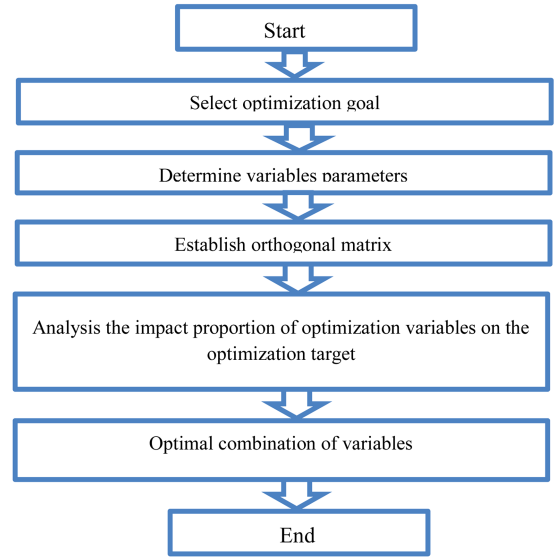 Start
Select optimization goal
Determine variables parameters
Establish orthogonal matrix
Analysis the impact proportion of optimization variables on the
optimization target
Optimal combination of variables
End